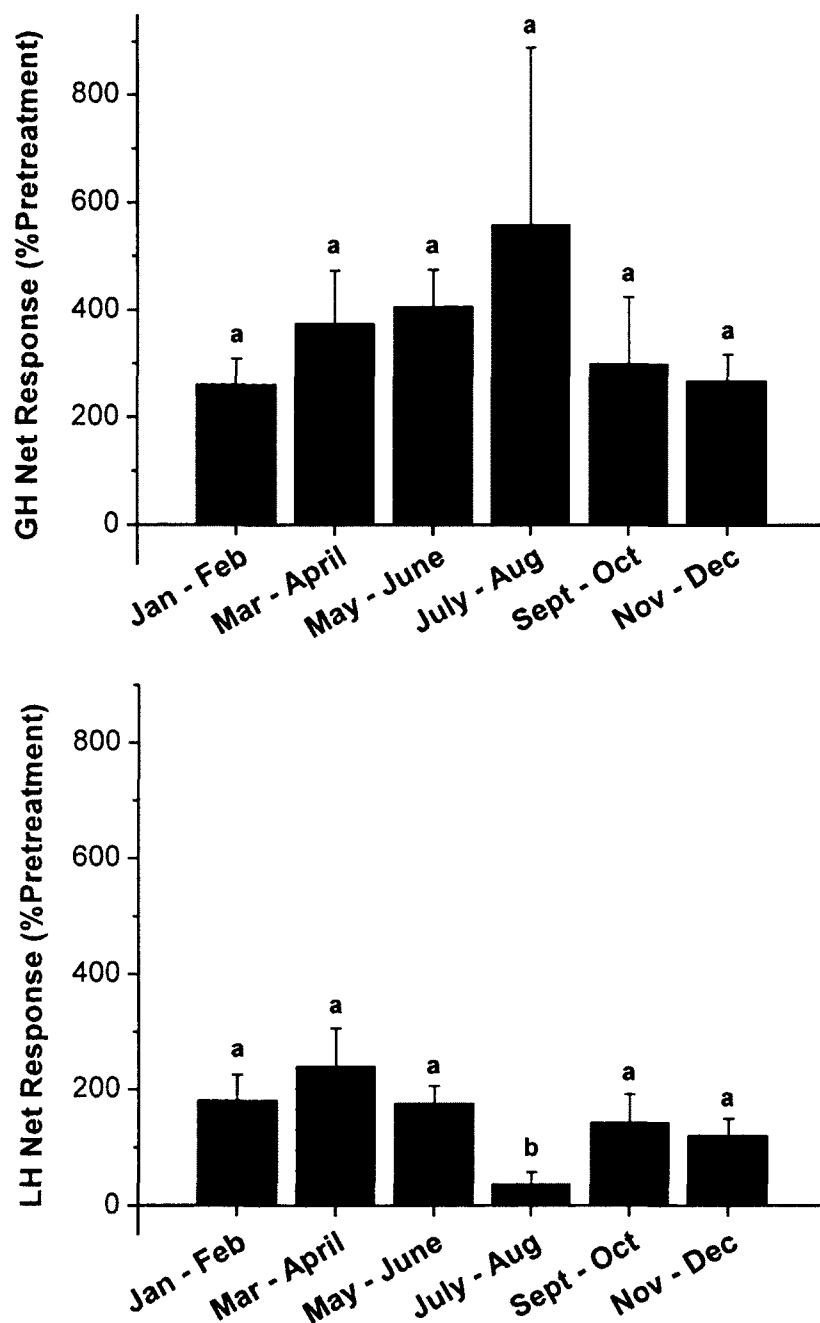 GH Net Response (%Pretreatment)
800
600
400
200
0
a
a
a
a
a
a
Jan - Feb
Mar - April
May - June
July - Aug
Sept - Oct
Nov - Dec
LH Net Response (%Pretreatment)
800
600
400
200
0
a
a
a
b
a
a
Jan - Feb
Mar - April
May - June
July - Aug
Sept - Oct
Nov - Dec